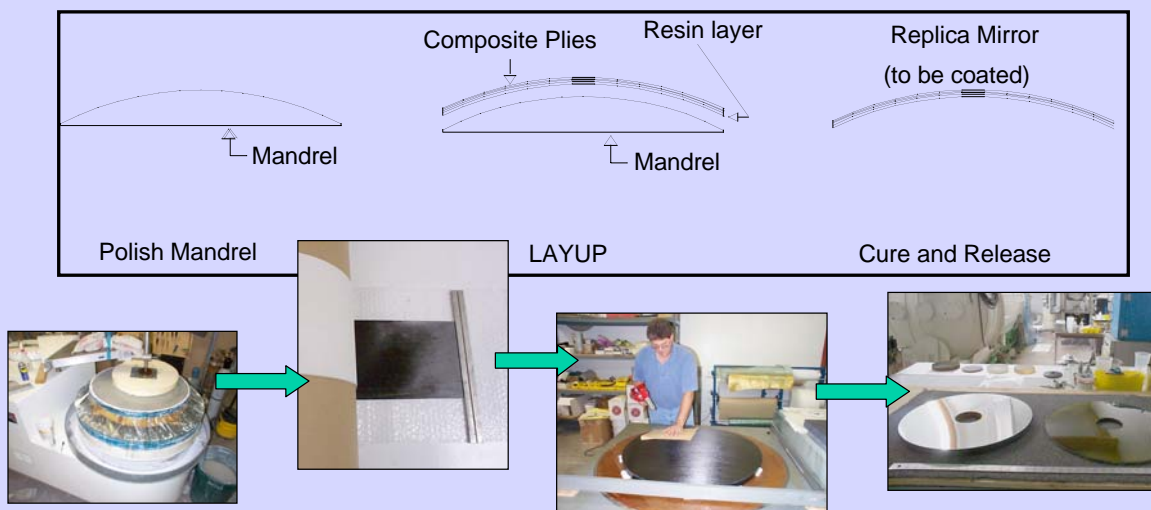 Composite Plies
Resin layer
Replica Mirror
(to be coated)
Mandrel
Mandrel
Polish Mandrel
LAYUP
Cure and Release